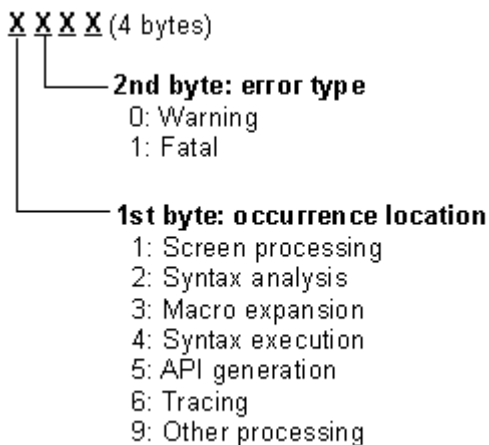 X X X X (4 bytes)
2nd byte: error type
0: Warning
1: Fatal
1st byte: occurrence location
1: Screen processing
2: Syntax analysis
3: Macro expansion
4: Syntax execution
5: API generation
6: Tracing
9: Other processing